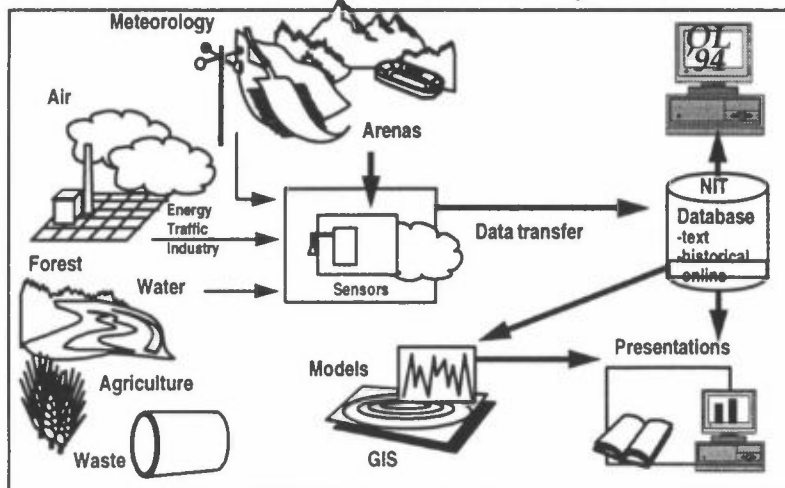 Meteorology
OL
94
Air
Arenas
NIT
Energy
Traffic
Industry
Database
-text
-historical
-online
Data transfer
Forest
Water
Sensors
Presentations
Models
Agriculture
Waste
GIS